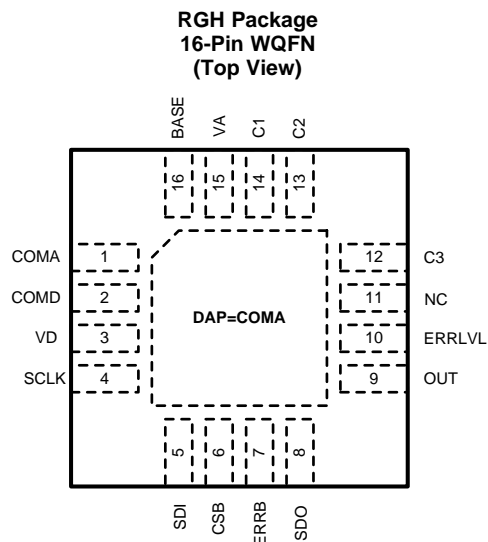 RGH Package
16-Pin WQFN
(Top View)
BASE
VA
C1
C2
16
15
14
13
COMA 1
COMD 2
VD 3
SCLK 4
DAP=COMA
12 C3
11 NC
10 ERRLVL
9 OUT
5
6
7
8
SDI
CSB
ERRB
SDO